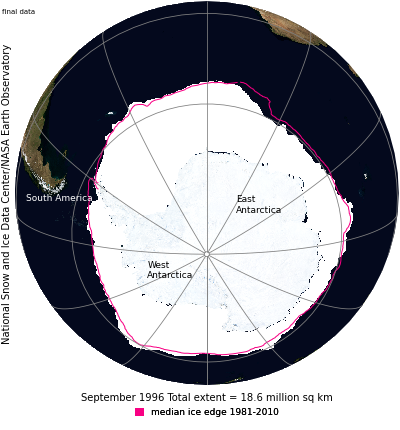 final data
National Snow and Ice Data Center/NASA Earth Observatory
South America
East
Antarctica
West
Antarctica
September 1996 Total extent = 18.6 million sq km
median ice edge 1981-2010